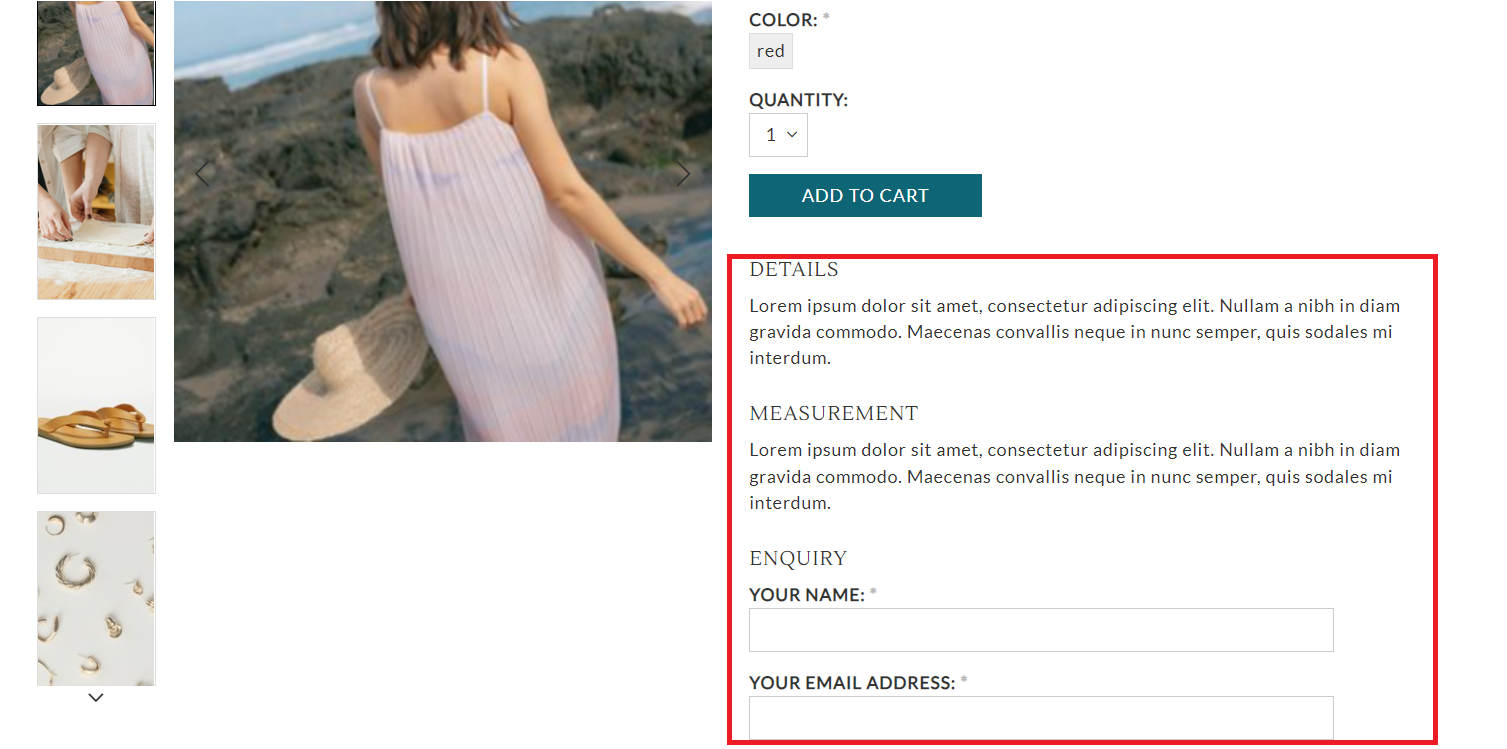 COLOR: *
red
QUANTITY:
1
ADD TO CART
DETAILS
Lorem ipsum dolor sit amet, consectetur adipiscing elit. Nullam a nibh in diam
gravida commodo. Maecenas convallis neque in nunc semper, quis sodales mi
interdum.
MEASUREMENT
Lorem ipsum dolor sit amet, consectetur adipiscing elit. Nullam a nibh in diam
gravida commodo. Maecenas convallis neque in nunc semper, quis sodales mi
interdum.
ENQUIRY
YOUR NAME: *
YOUR EMAIL ADDRESS: *